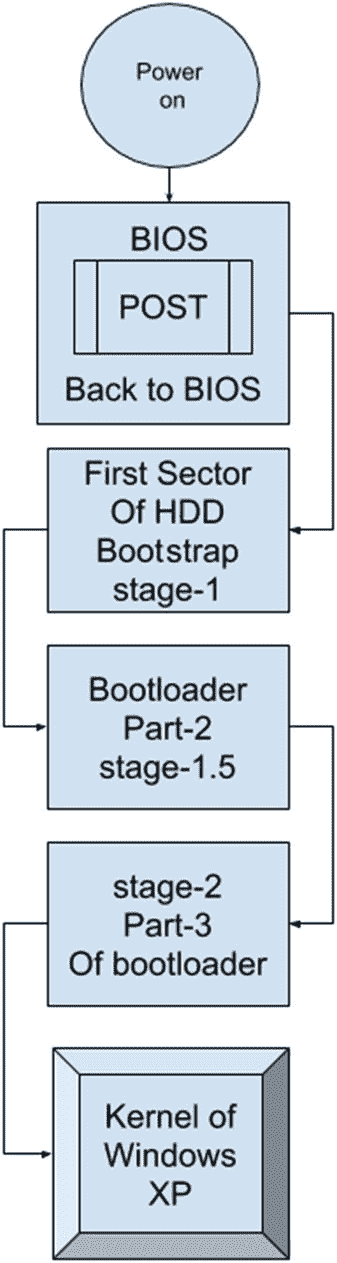 Power
on
BIOS
POST
Back to BIOS
First Sector
Of HDD
Bootstrap
stage-1
Bootloader
Part-2
stage-1.5
stage-2
Part-3
Of bootloader
Kernel of
Windows
XP